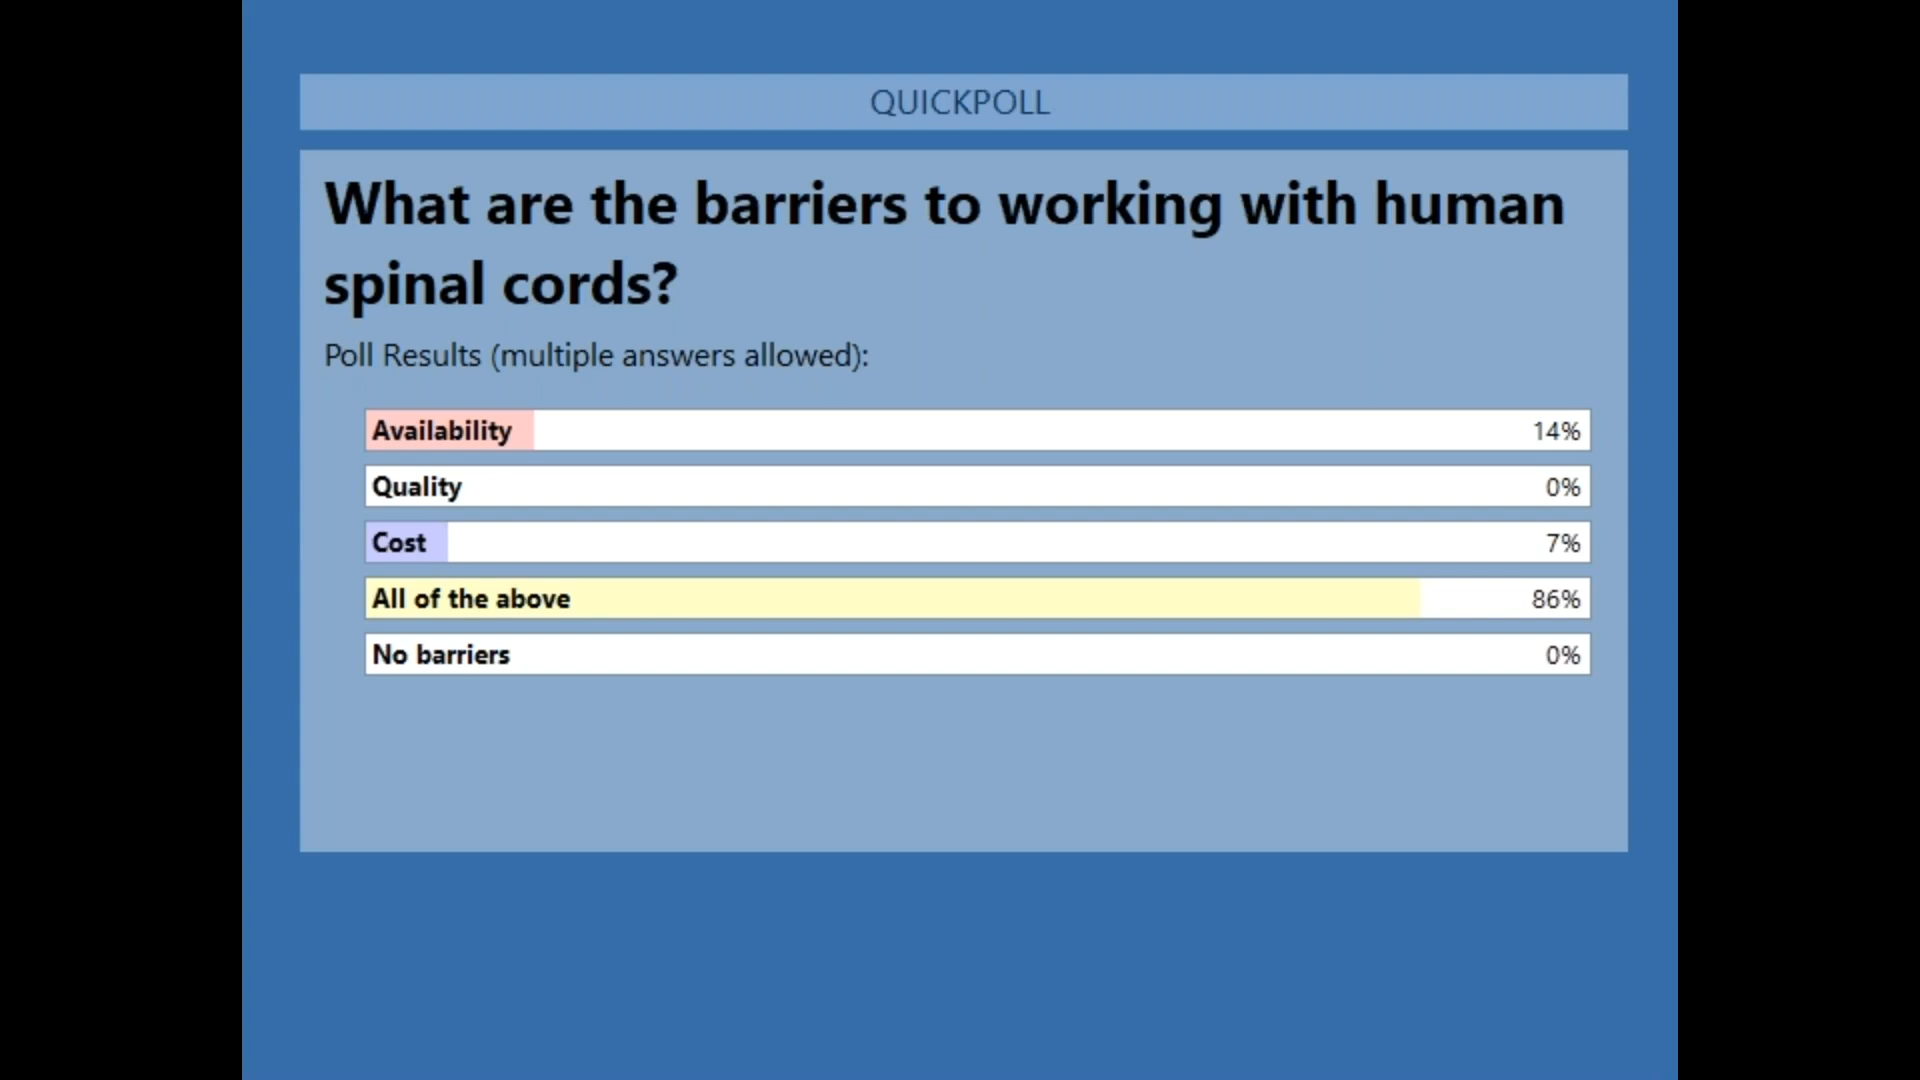 QUICKPOLL
What are the barriers to working with human
spinal cords?
Poll Results (multiple answers allowed):
Availability 14%
Quality 0%
Cost 7%
All of the above 86%
No barriers 0%